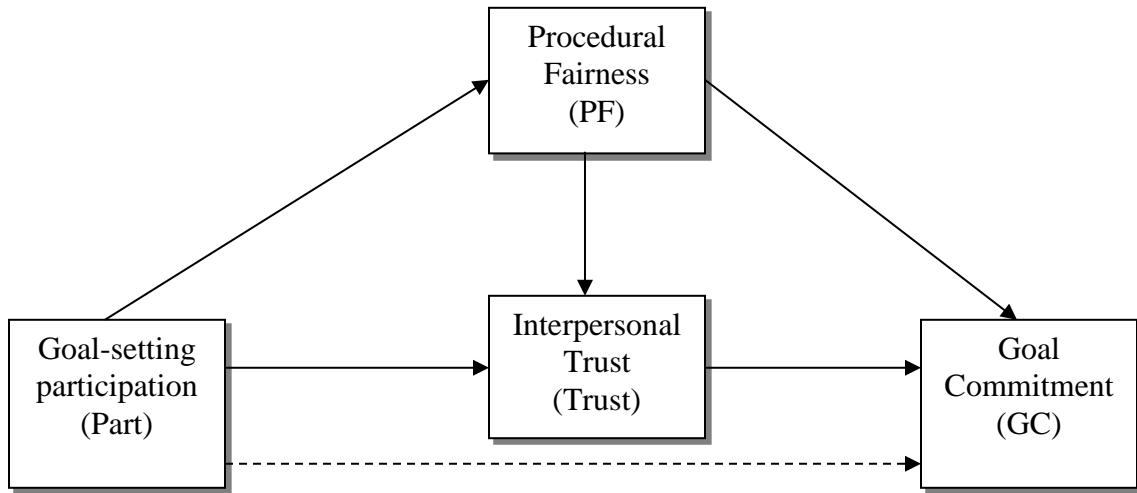 Procedural
Fairness
(PF)
Goal-setting
participation
(Part)
Interpersonal
Trust
(Trust)
Goal
Commitment
(GC)